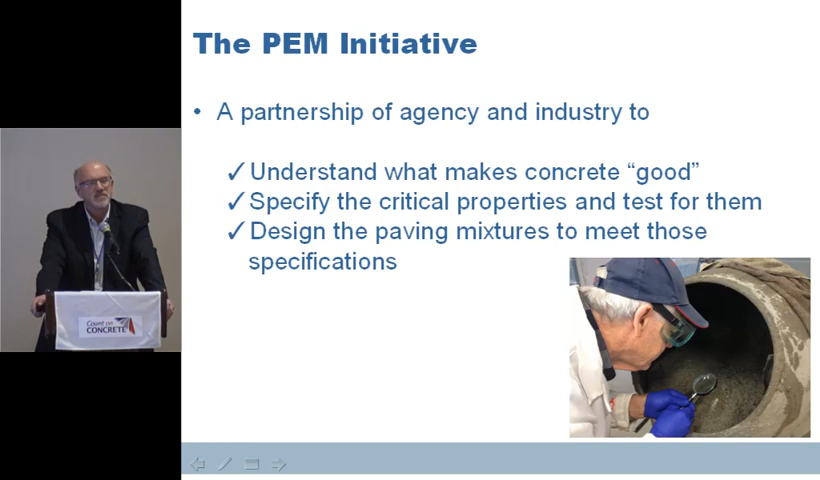 The PEM Initiative
• A partnership of agency and industry to
✓Understand what makes concrete “good”
✓Specify the critical properties and test for them
✓Design the paving mixtures to meet those
specifications
Count on
CONCRETE